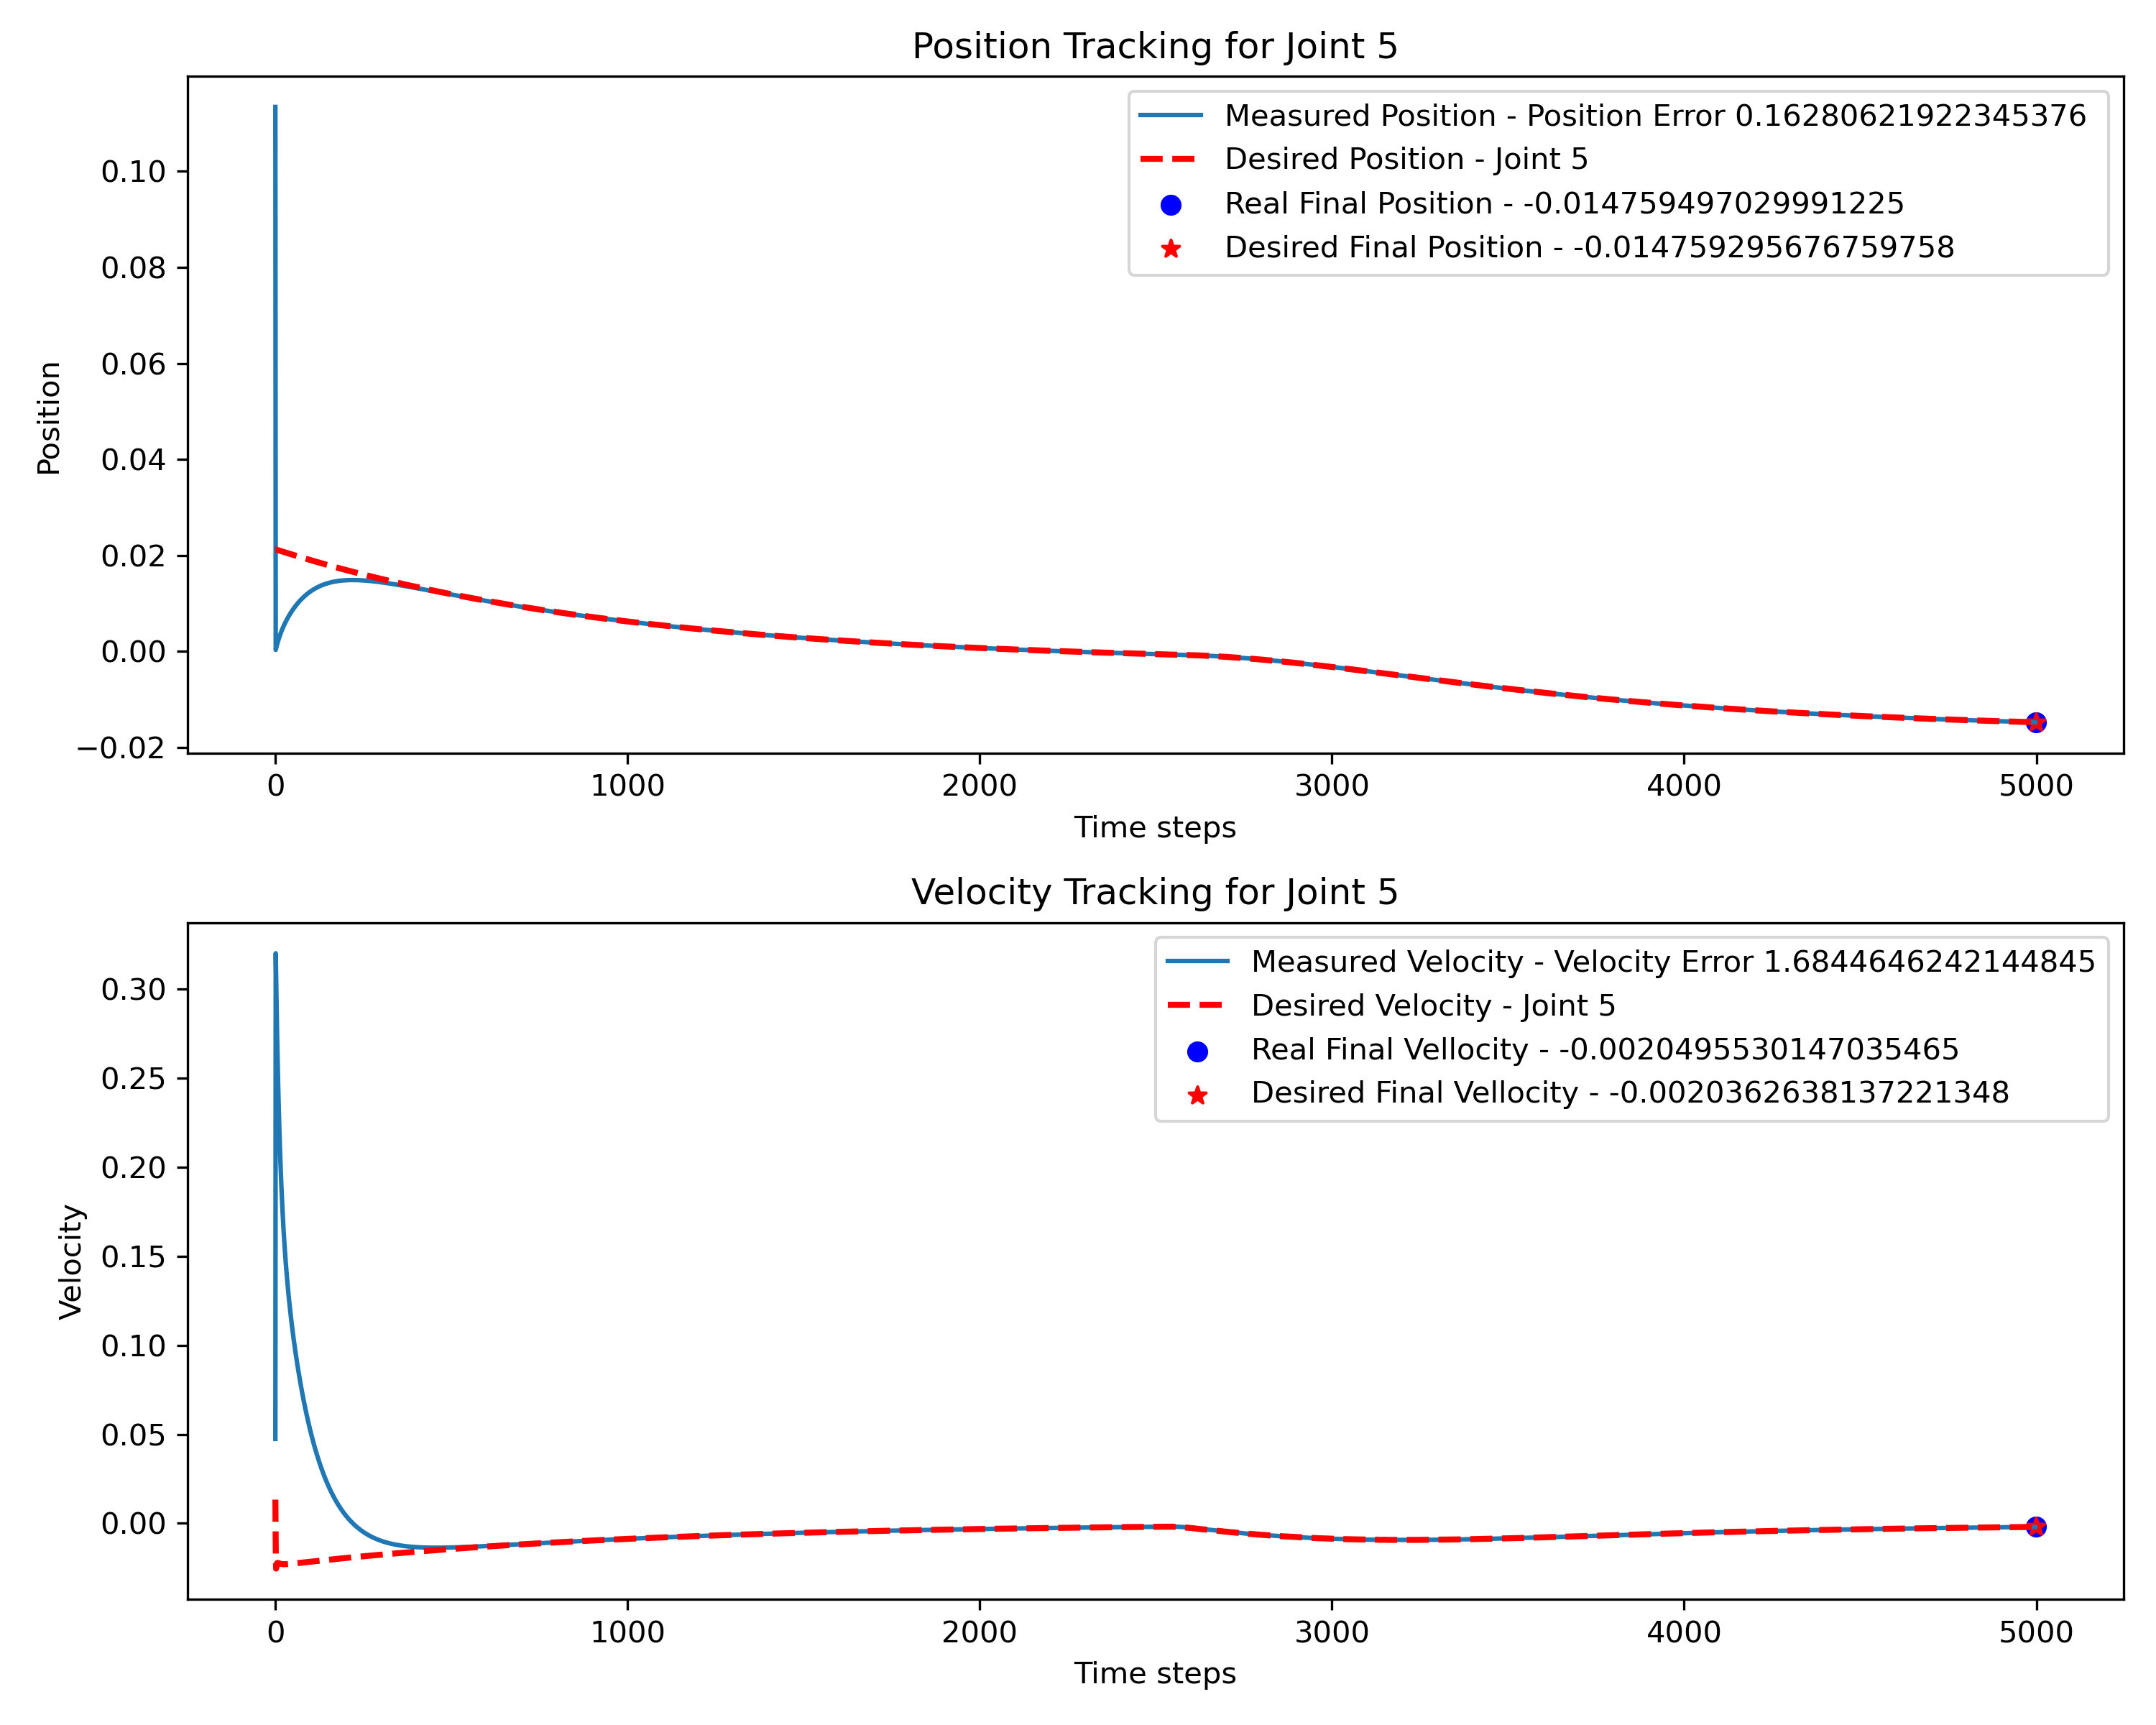 Position Tracking for Joint 5
Measured Position - Position Error 0.16280621922345376
Desired Position - Joint 5
Real Final Position - -0.014759497029991225
Desired Final Position - -0.014759295676759758
Position
0.10
0.08
0.06
0.04
0.02
0.00
−0.02
0 1000 2000 3000 4000 5000
Time steps
Velocity Tracking for Joint 5
Measured Velocity - Velocity Error 1.6844646242144845
Desired Velocity - Joint 5
Real Final Vellocity - -0.0020495530147035465
Desired Final Vellocity - -0.0020362638137221348
Velocity
0.30
0.25
0.20
0.15
0.10
0.05
0.00
0 1000 2000 3000 4000 5000
Time steps